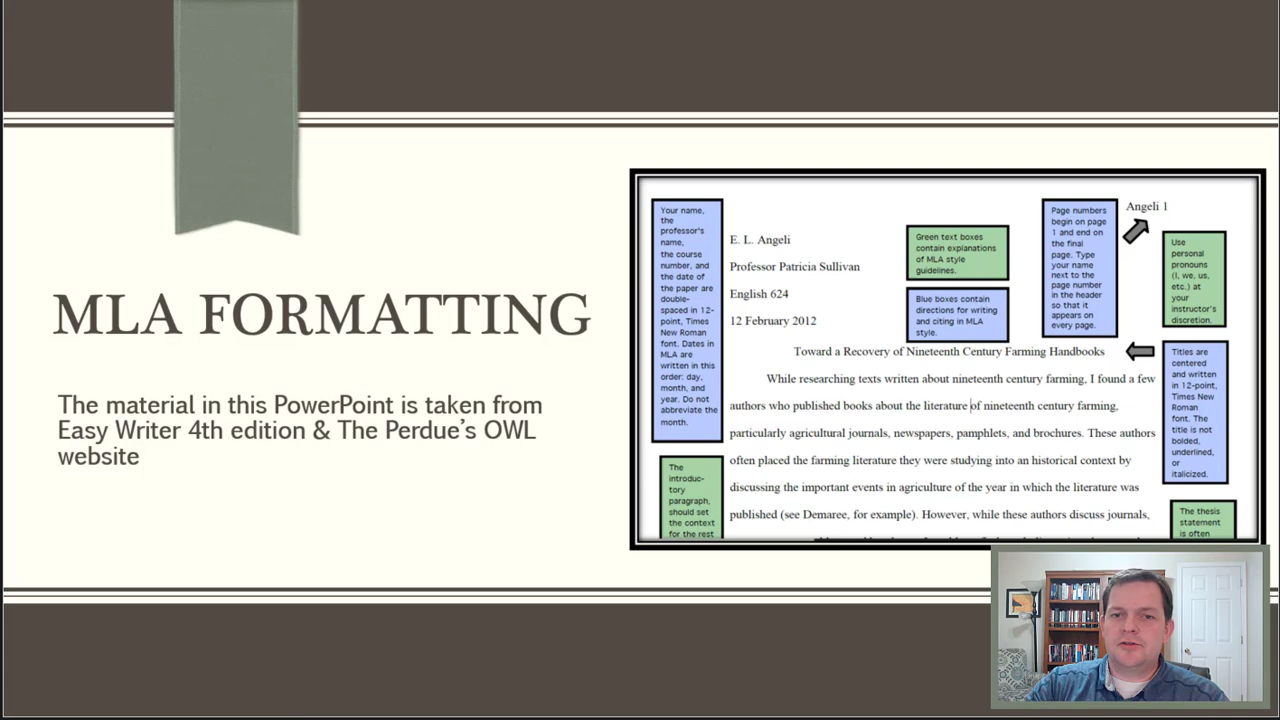 MLA FORMATTING
The material in this PowerPoint is taken from
Easy Writer 4th edition & The Perdue's OWL
website
Your name,
the
professor's
name,
the course
number, and
the date of
the paper are
double-
spaced in 12-
point, Times
New Roman
font. Dates in
MLA are
written in this
order: day,
month, and
year. Do not
abbreviate the
month.
The
introduc-
tory
paragraph,
should set
the context
for the rest
E. L. Angeli
Professor Patricia Sullivan
English 624
12 February 2012
Green text boxes
contain explanations
of MLA style
guidelines.
Blue boxes contain
directions for writing
and citing in MLA
style.
Page numbers
begin on page
1 and end on
the final
page. Type
your name
next to the
page number
in the header
so that it
appears on
every page.
Angeli 1
Use
personal
pronouns
(I, we, us,
etc.) at
your
instructor's
discretion.
Toward a Recovery of Nineteenth Century Farming Handbooks
While researching texts written about nineteenth century farming, I found a few
authors who published books about the literature of nineteenth century farming,
particularly agricultural journals, newspapers, pamphlets, and brochures. These authors
often placed the farming literature they were studying into an historical context by
discussing the important events in agriculture of the year in which the literature was
published (see Demaree, for example). However, while these authors discuss journals,
Titles are
centered
and written
in 12-point,
Times New
Roman
font. The
title is not
bolded,
underlined,
or
italicized.
The thesis
statement
is often